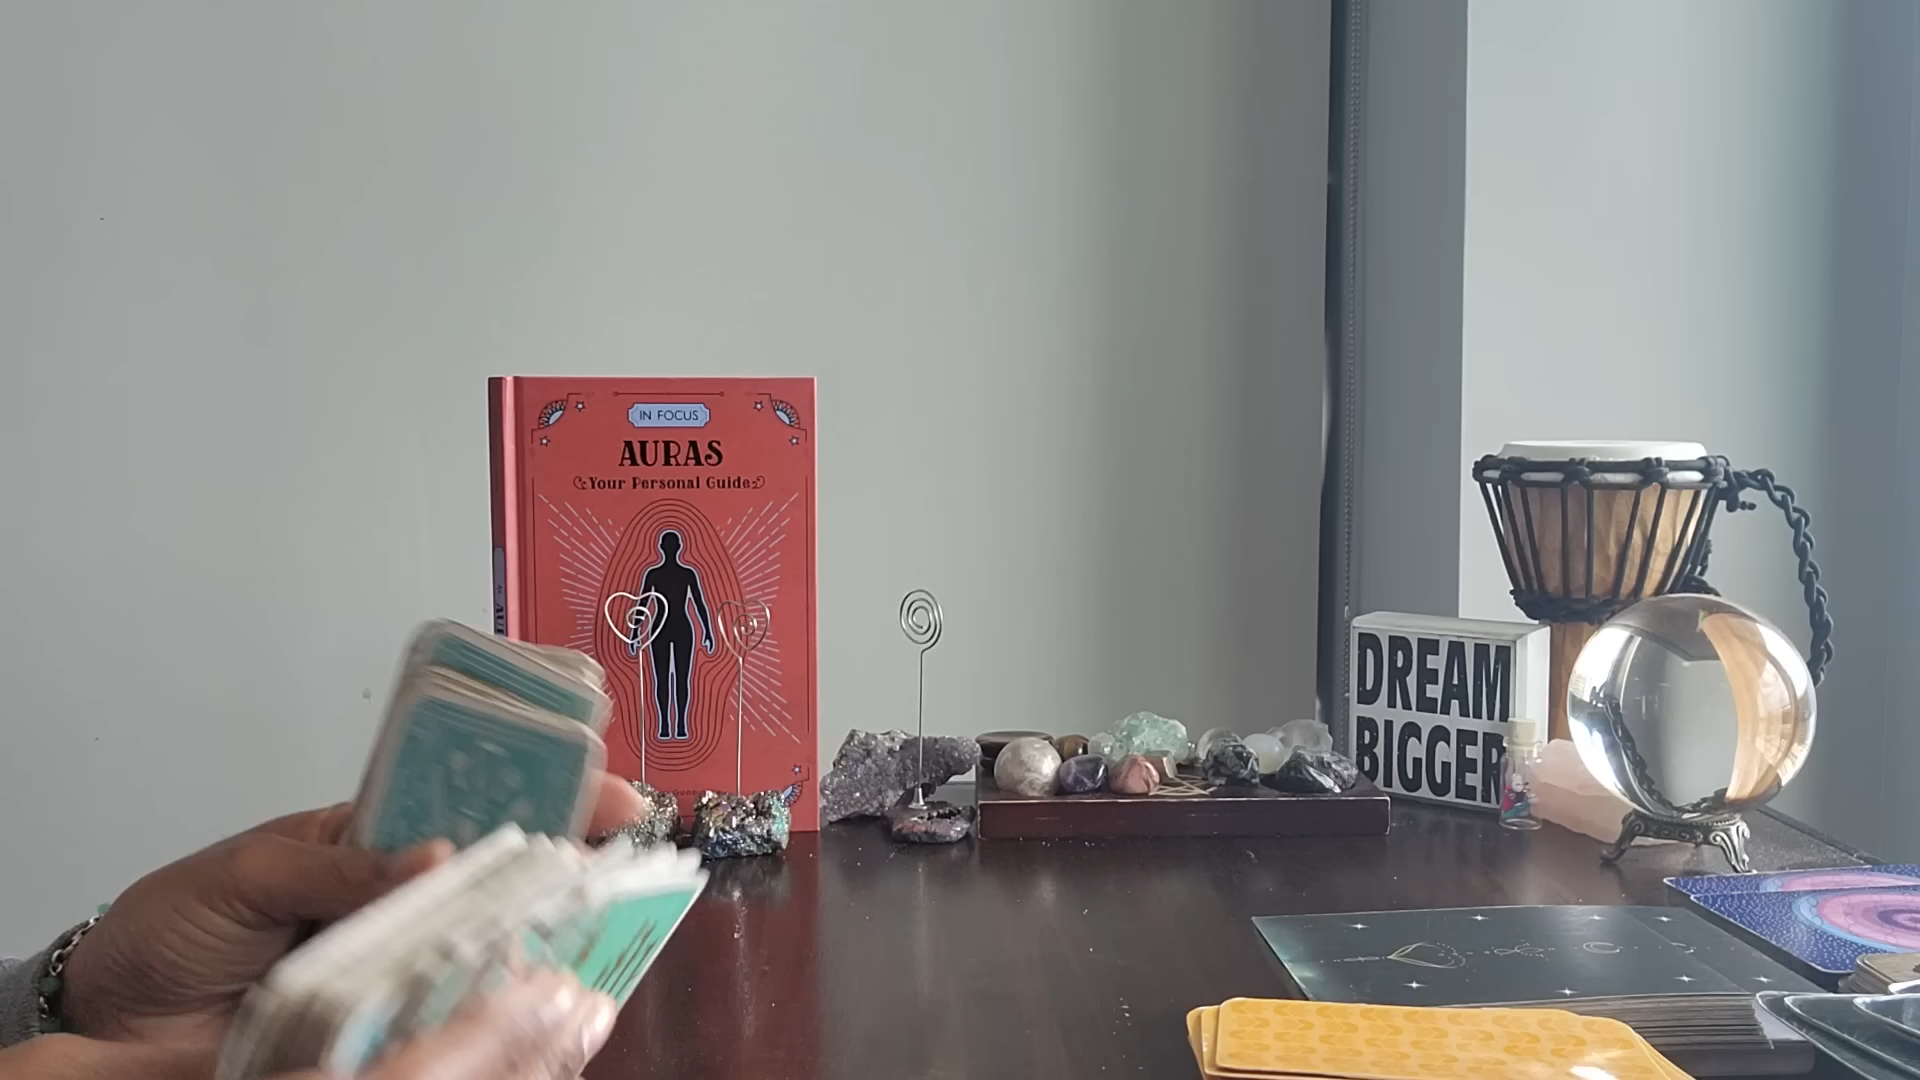 IN FOCUS
AURAS
Your Personal Guide
DREAM
BIGGER